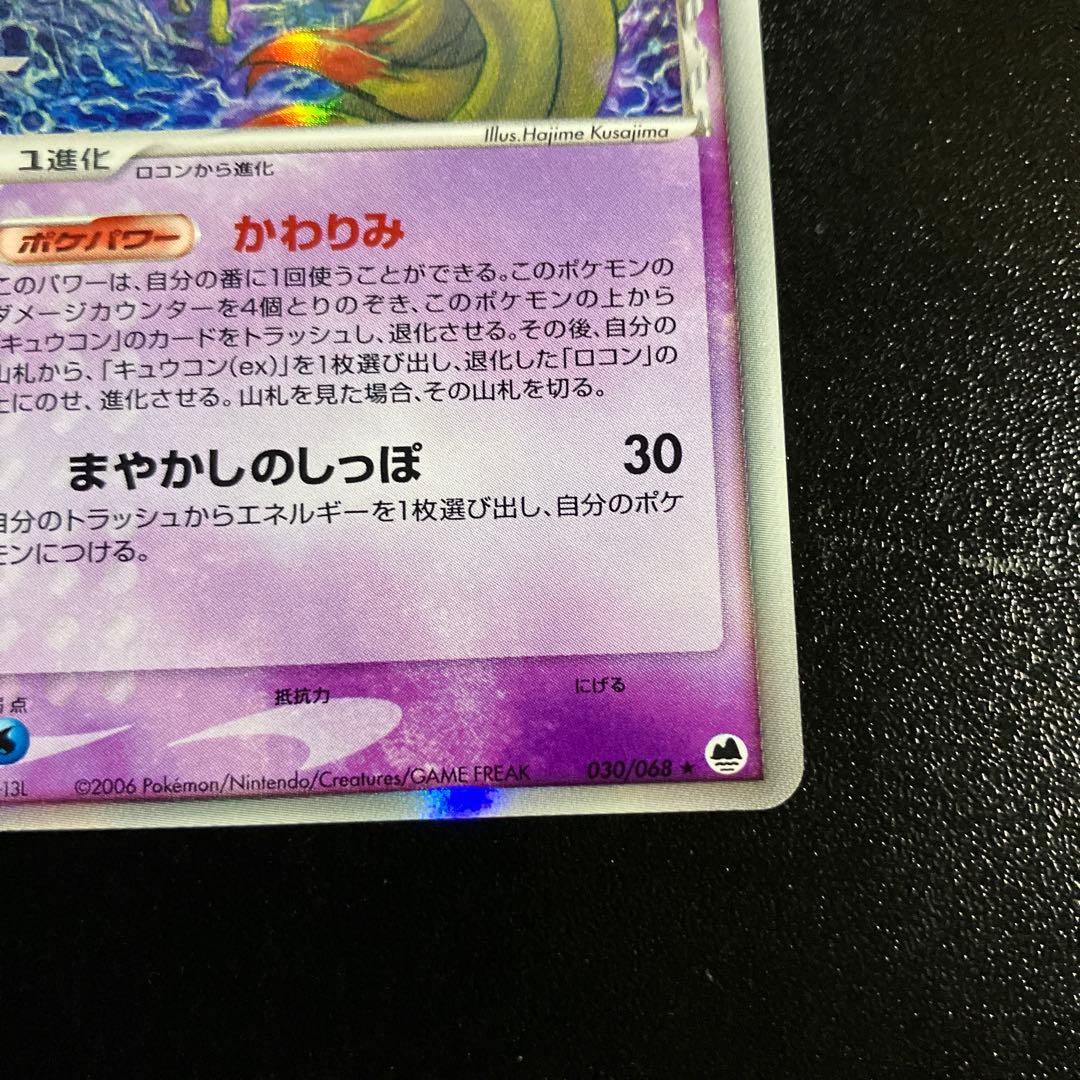 Illus.Hajime Kusajima
1進化 ロコンから進化
ポケパワー かわりみ
このパワーは、自分の番に1回使うことができる。このポケモンの
ダメージカウンターを4個とりのぞき、このポケモンの上から
「キュウコン」のカードをトラッシュし、退化させる。その後、自分の
山札から、「キュウコン(ex)」を1枚選び出し、退化した「ロコン」の
上にのせ、進化させる。山札を見た場合、その山札を切る。
まやかしのしっぽ 30
自分のトラッシュからエネルギーを1枚選び出し、自分のポケ
モンにつける。
弱点 抵抗力 にげる
-13L ©2006 Pokémon/Nintendo/Creatures/GAME FREAK 030/068 ★